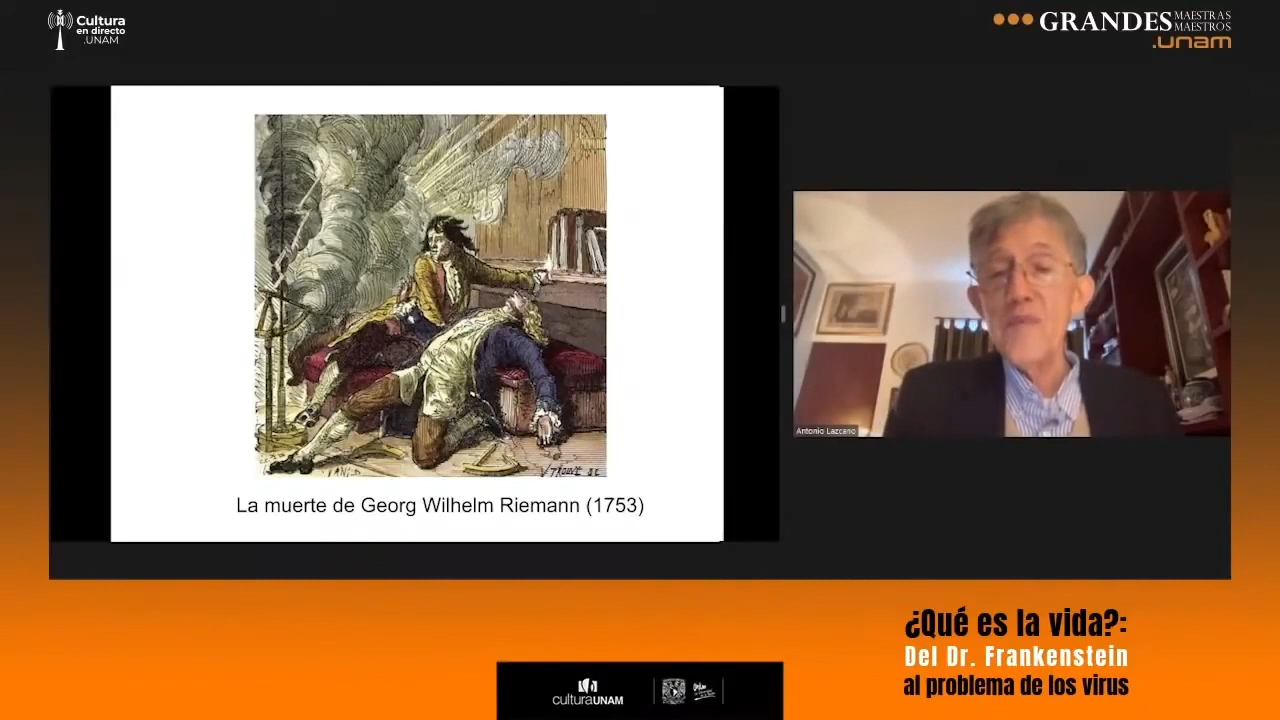 Cultura
en directo
.UNAM
GRANDES MAESTRAS MAESTROS
.unam
La muerte de Georg Wilhelm Riemann (1753)
Antonio Lazcano
¿Qué es la vida?:
Del Dr. Frankenstein
al problema de los virus
culturaUNAM